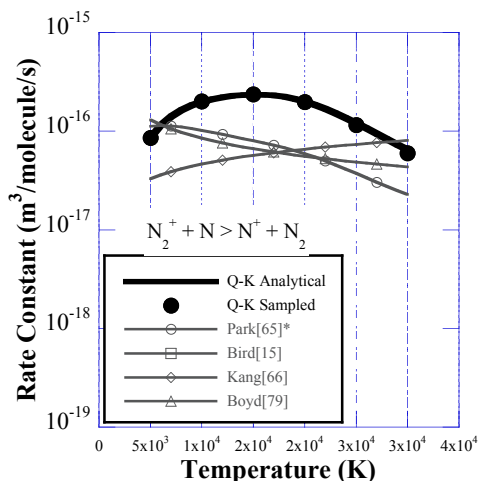 Rate Constant (m³/molecule/s)
10⁻¹⁵
10⁻¹⁶
10⁻¹⁷
10⁻¹⁸
10⁻¹⁹
N₂⁺ + N > N⁺ + N₂
Q-K Analytical
Q-K Sampled
Park[65]*
Bird[15]
Kang[66]
Boyd[79]
0 5x10³ 1x10⁴ 2x10⁴ 2x10⁴ 3x10⁴ 3x10⁴ 4x10⁴
Temperature (K)